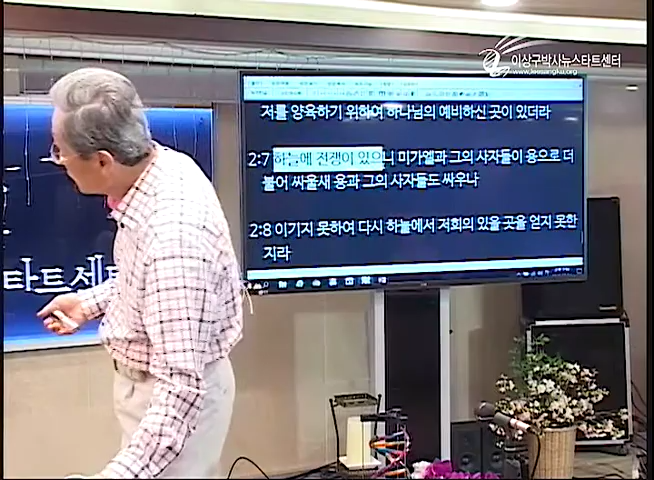 이상구박사뉴스타트센터
www.leesangku.org
저를 양육하기 위하여 하나님의 예비하신 곳이 있더라
2:7 하늘에 전쟁이 있으니 미가엘과 그의 사자들이 용으로 더
불어 싸울새 용과 그의 사자들도 싸우나
2:8 이기지 못하여 다시 하늘에서 저희의 있을 곳을 얻지 못한
지라
스타트세